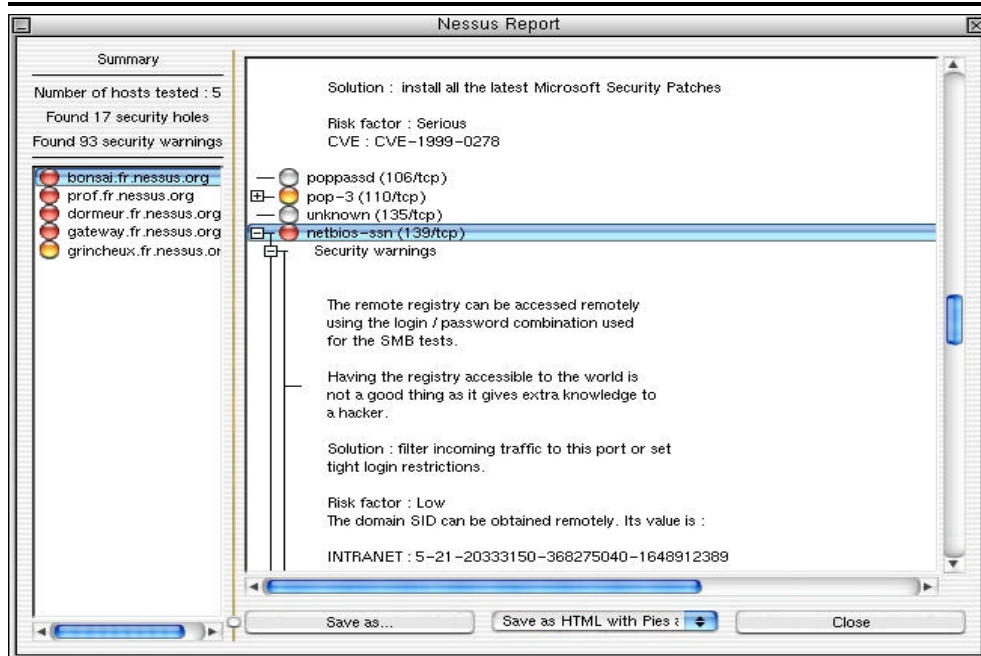 Nessus Report
Summary
Number of hosts tested : 5
Found 17 security holes
Found 93 security warnings
bonsai.fr.nessus.org
prof.fr.nessus.org
dormeur.fr.nessus.org
gateway.fr.nessus.org
grincheux.fr.nessus.or
Solution : install all the latest Microsoft Security Patches
Risk factor : Serious
CVE : CVE-1999-0278
poppassd (106/tcp)
pop-3 (110/tcp)
unknown (135/tcp)
netbios-ssn (139/tcp)
Security warnings
The remote registry can be accessed remotely
using the login / password combination used
for the SMB tests.
Having the registry accessible to the world is
not a good thing as it gives extra knowledge to
a hacker.
Solution : filter incoming traffic to this port or set
tight login restrictions.
Risk factor : Low
The domain SID can be obtained remotely. Its value is :
INTRANET : 5-21-20333150-368275040-1648912389
Save as...
Save as HTML with Pies a
Close